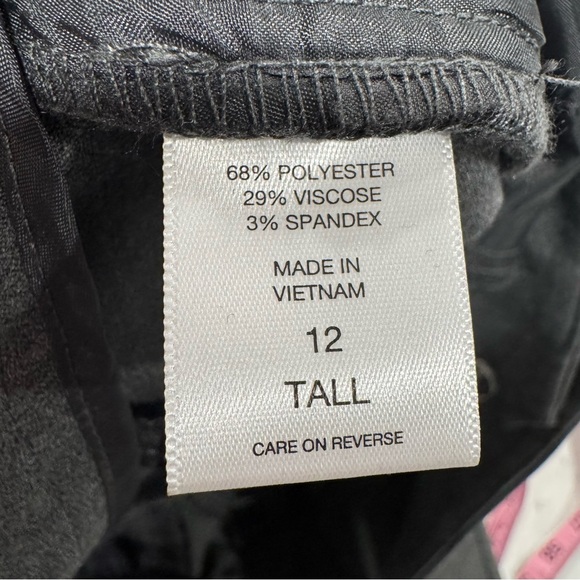 68% POLYESTER
29% VISCOSE
3% SPANDEX
MADE IN
VIETNAM
12
TALL
CARE ON REVERSE